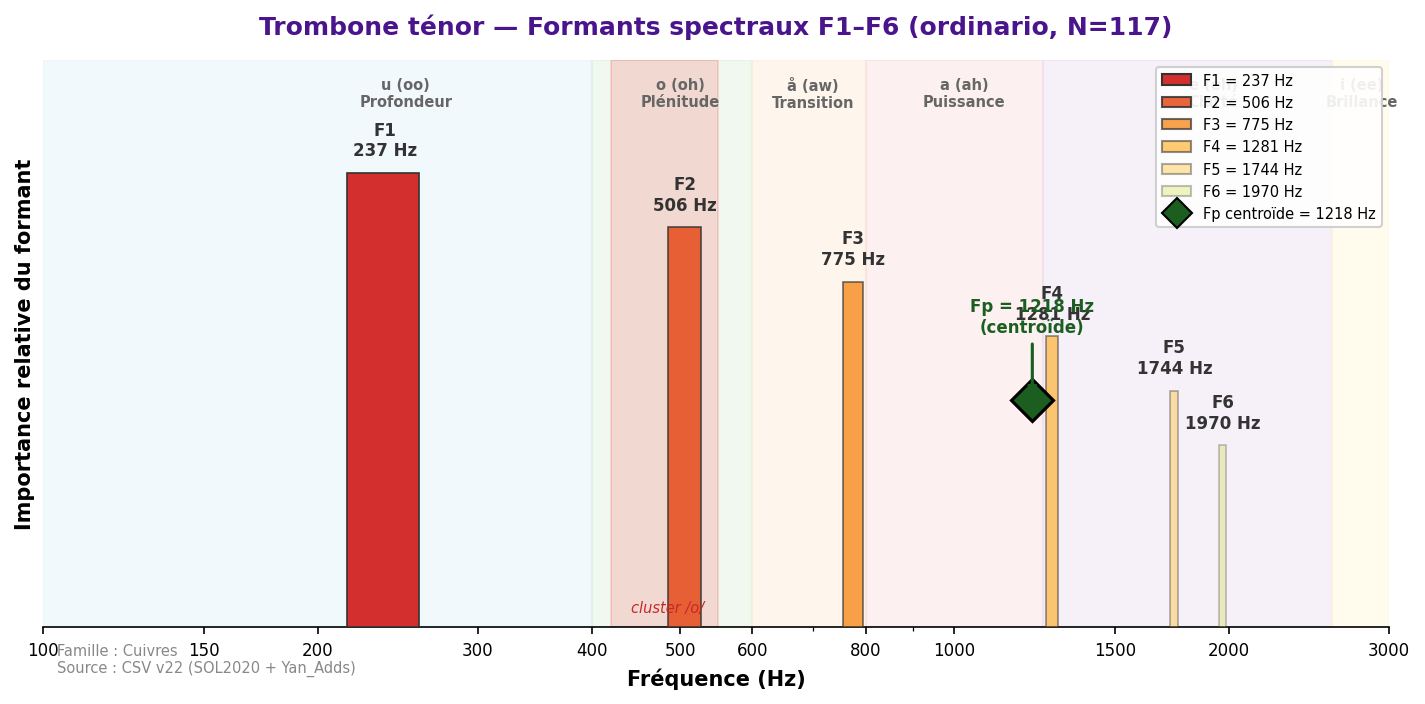 Trombone ténor — Formants spectraux F1–F6 (ordinario, N=117)
u (oo)
Profondeur
o (oh)
Plénitude
å (aw)
Transition
a (ah)
Puissance
i (ee)
Brillance
F1 = 237 Hz
F2 = 506 Hz
F3 = 775 Hz
F4 = 1281 Hz
F5 = 1744 Hz
F6 = 1970 Hz
Fp centroïde = 1218 Hz
F1
237 Hz
F2
506 Hz
F3
775 Hz
F4
1281 Hz
Fp = 1218 Hz
(centroïde)
F5
1744 Hz
F6
1970 Hz
cluster /o/
Importance relative du formant
100 150 200 300 400 500 600 800 1000 1500 2000 3000
Famille : Cuivres
Source : CSV v22 (SOL2020 + Yan_Adds)
Fréquence (Hz)